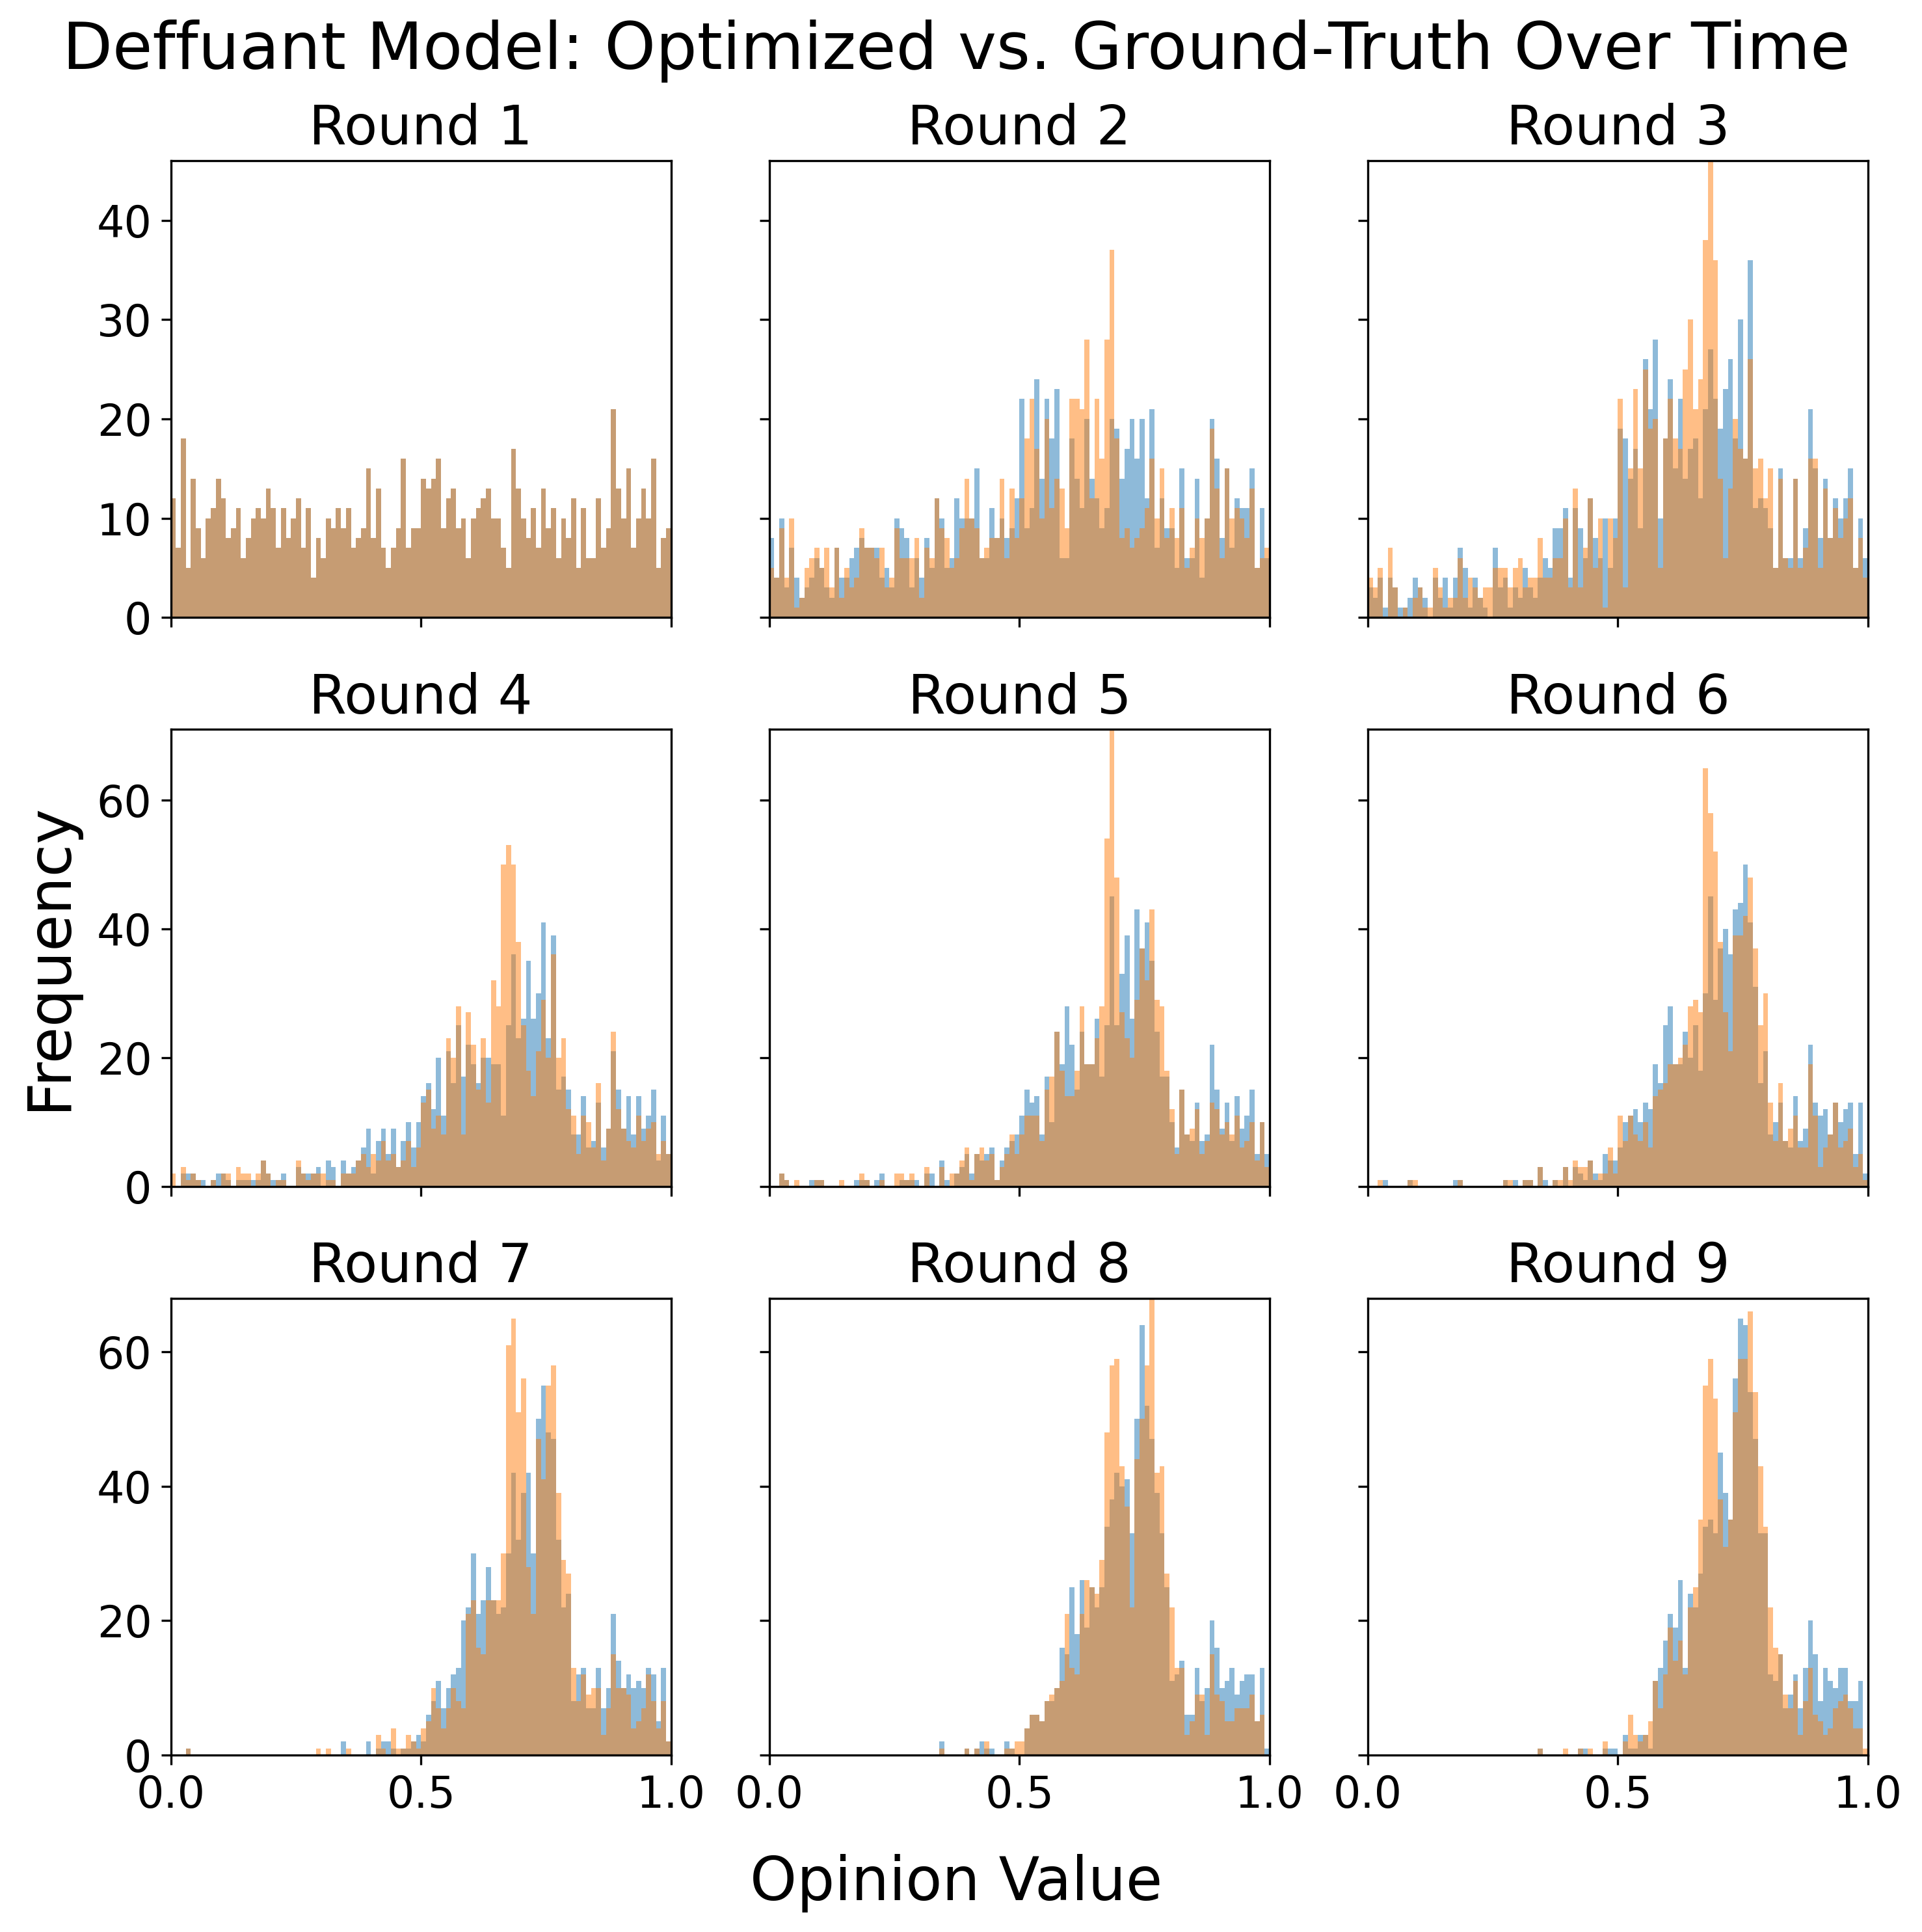 Deffuant Model: Optimized vs. Ground-Truth Over Time
Round 1
Round 2
Round 3
40
30
20
10
0
Round 4
Round 5
Round 6
Frequency
60
40
20
0
Round 7
Round 8
Round 9
60
40
20
0
0.0 0.5 1.0 0.0 0.5 1.0 0.0 0.5 1.0
Opinion Value